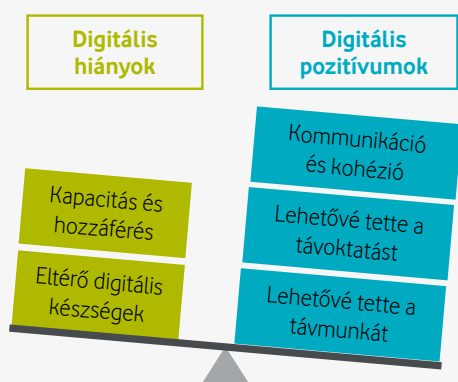 Digitális
hiányok
Digitális
pozitívumok
Kapacitás és
hozzáférés
Eltérő digitális
készségek
Kommunikáció
és kohézió
Lehetővé tette a
távoktatást
Lehetővé tette a
távmunkát